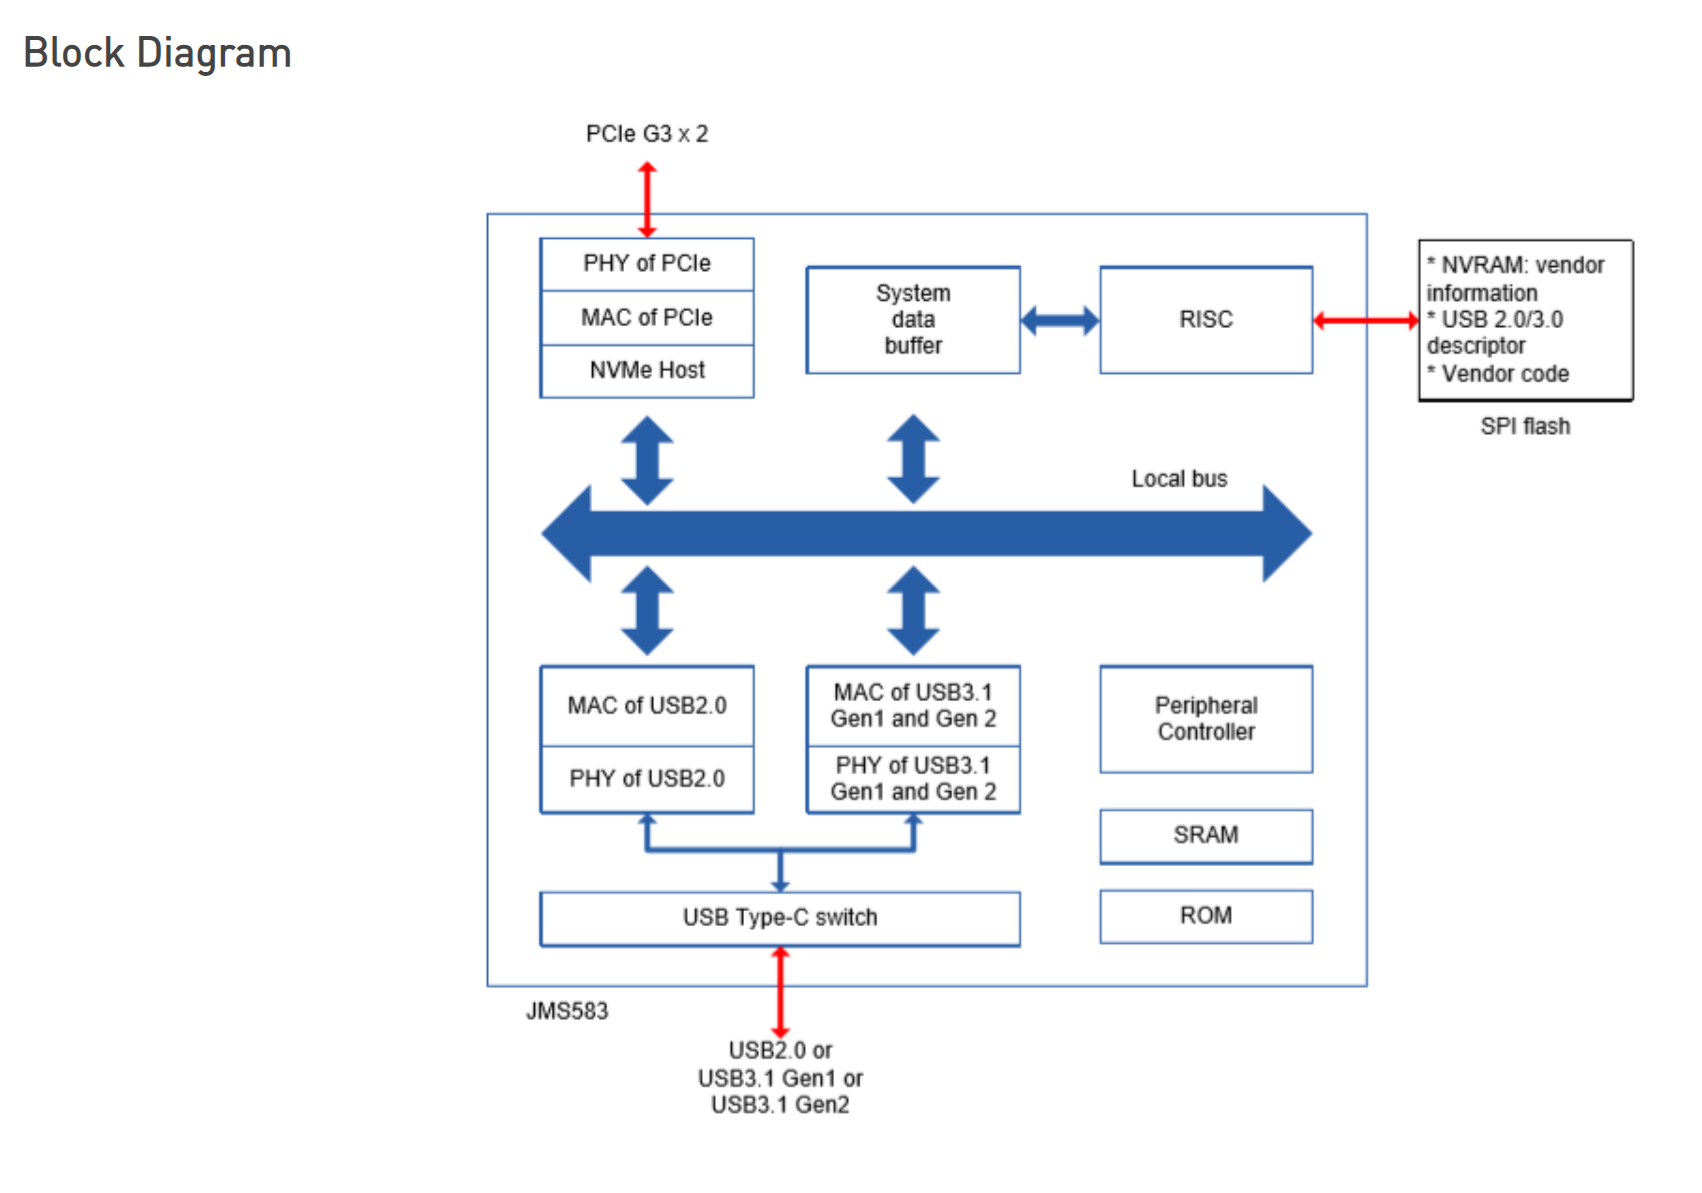 Block Diagram
PCIe G3 x 2
PHY of PCIe
MAC of PCIe
NVMe Host
System
data
buffer
RISC
* NVRAM: vendor
information
* USB 2.0/3.0
descriptor
* Vendor code
SPI flash
Local bus
MAC of USB2.0
PHY of USB2.0
MAC of USB3.1
Gen1 and Gen 2
PHY of USB3.1
Gen1 and Gen 2
Peripheral
Controller
SRAM
ROM
USB Type-C switch
JMS583
USB2.0 or
USB3.1 Gen1 or
USB3.1 Gen2